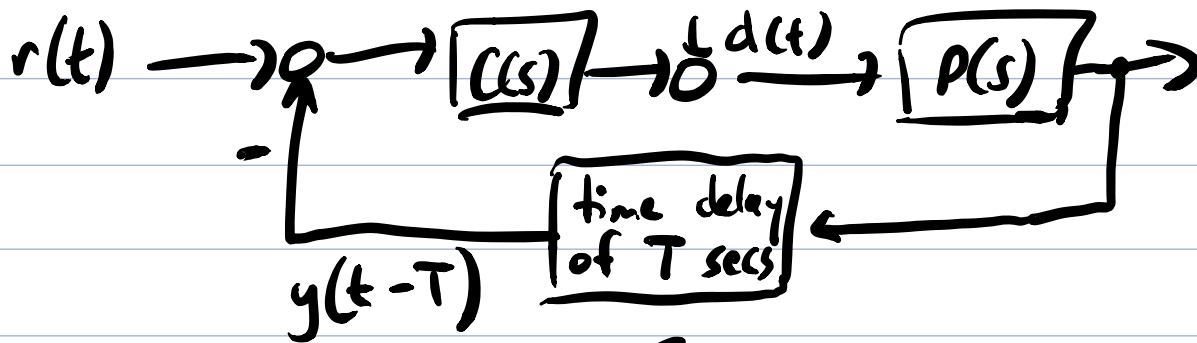 r(t) C(s) d(t) P(s)
-
time delay
of T secs
y(t-T)